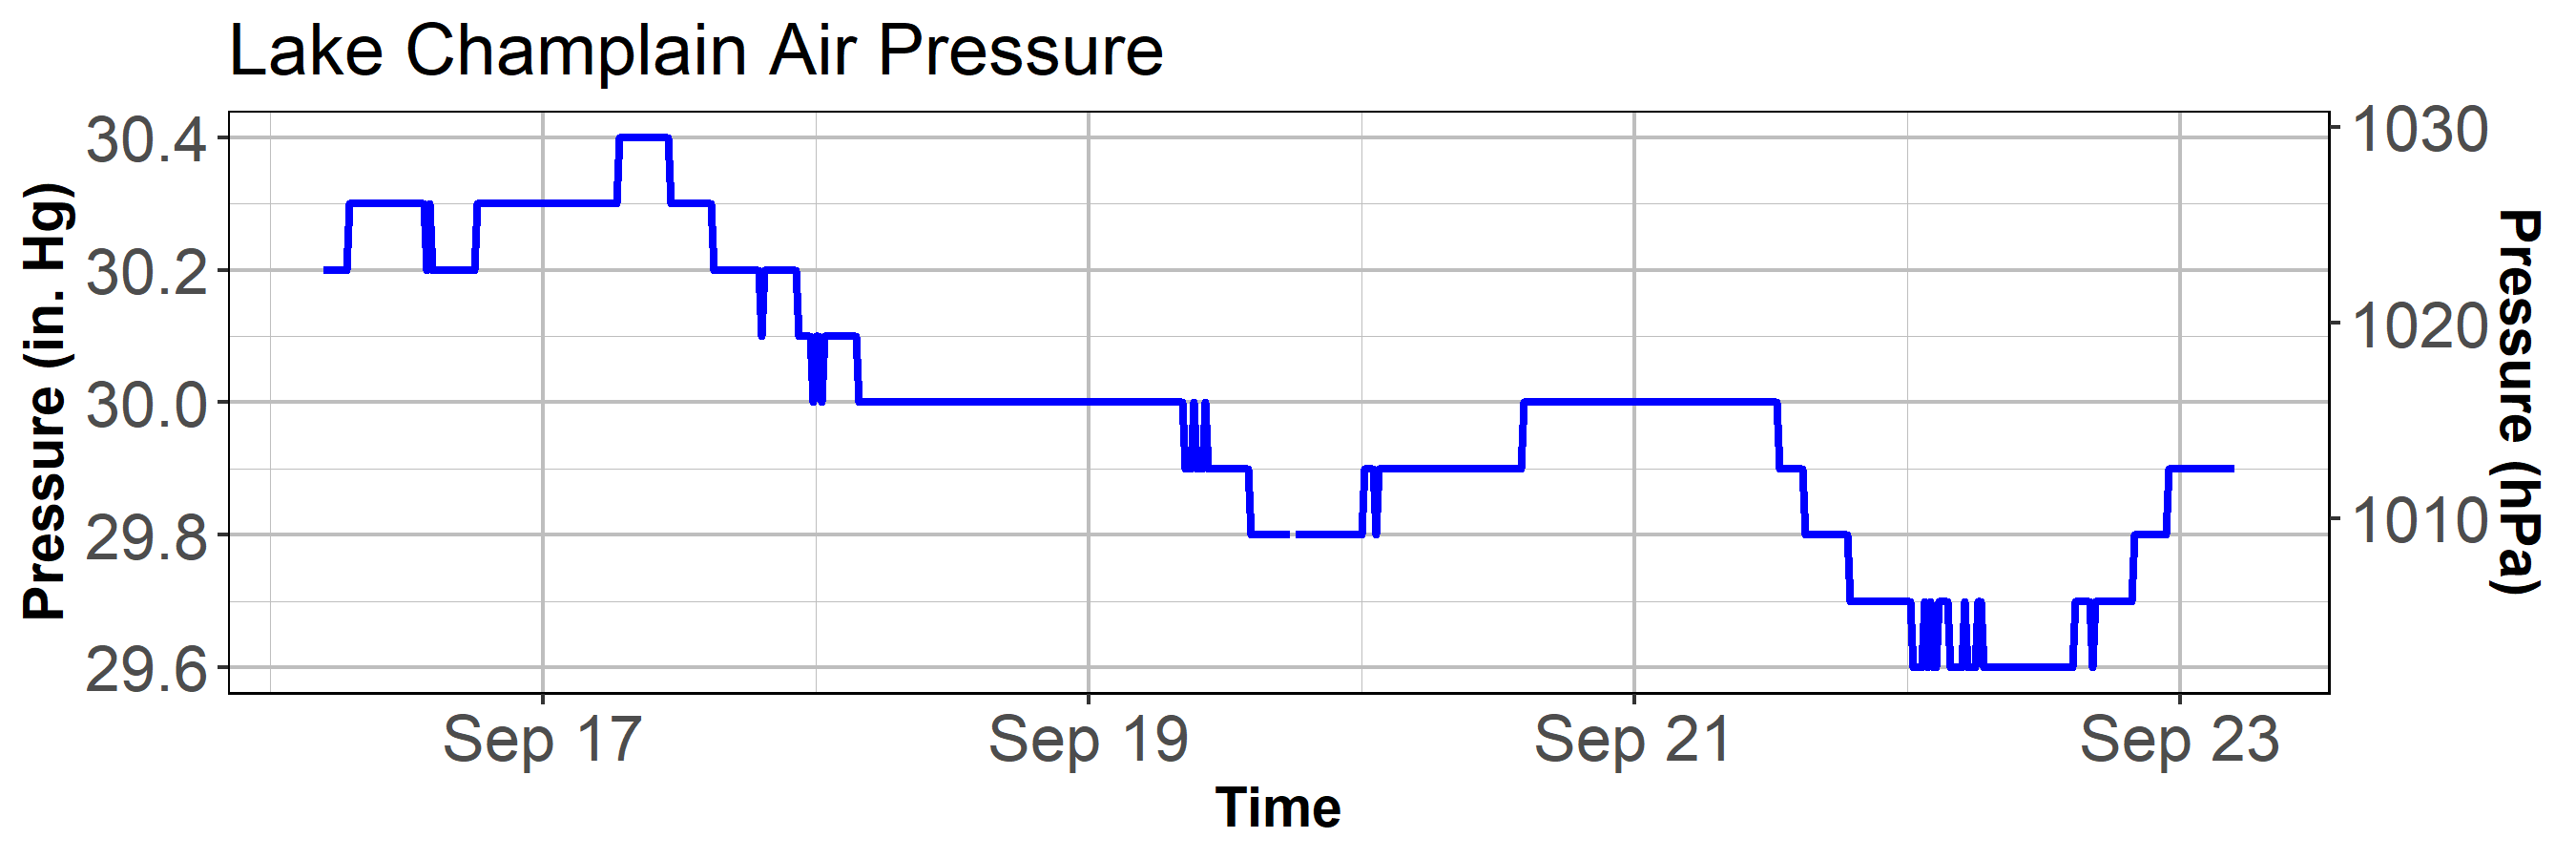 Lake Champlain Air Pressure
Pressure (in. Hg)
30.4
30.2
30.0
29.8
29.6
1030
1020
1010
Pressure (hPa)
Sep 17 Sep 19 Sep 21 Sep 23
Time